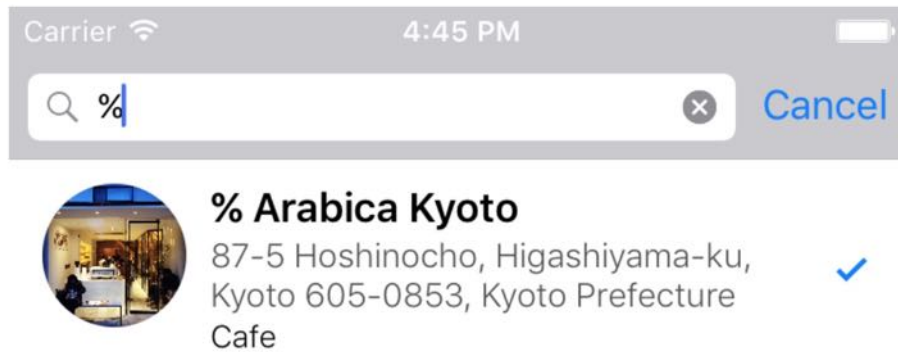 Carrier 4:45 PM
% Cancel
% Arabica Kyoto
87-5 Hoshinocho, Higashiyama-ku,
Kyoto 605-0853, Kyoto Prefecture
Cafe